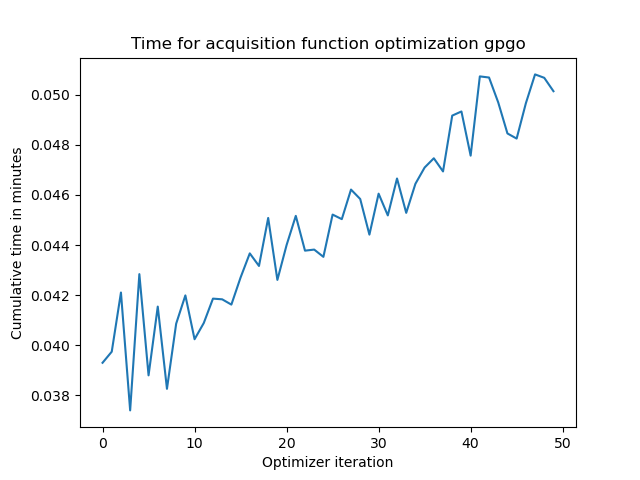 Time for acquisition function optimization gpgo
Cumulative time in minutes
0.050
0.048
0.046
0.044
0.042
0.040
0.038
0 10 20 30 40 50
Optimizer iteration